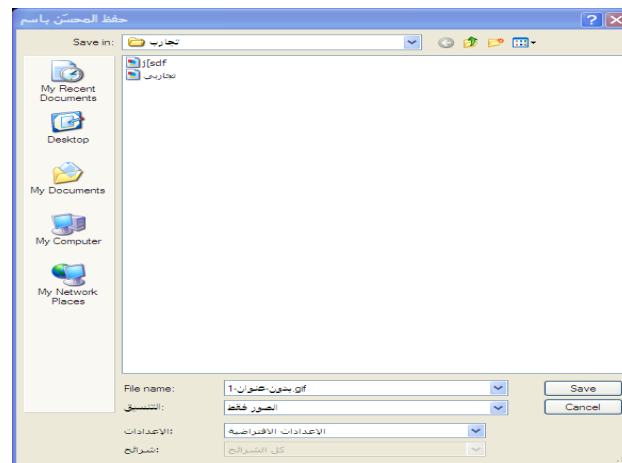 حفظ المحسّن باسم
Save in:
تجارب
j[sdf
تجاربي
My Recent
Documents
Desktop
My Documents
My Computer
My Network
Places
File name:
بدون-عنوان-1.gif
Save
التنسيق:
الصور فقط
Cancel
الإعدادات:
الإعدادات الافتراضية
شرائح:
كل الشرائح